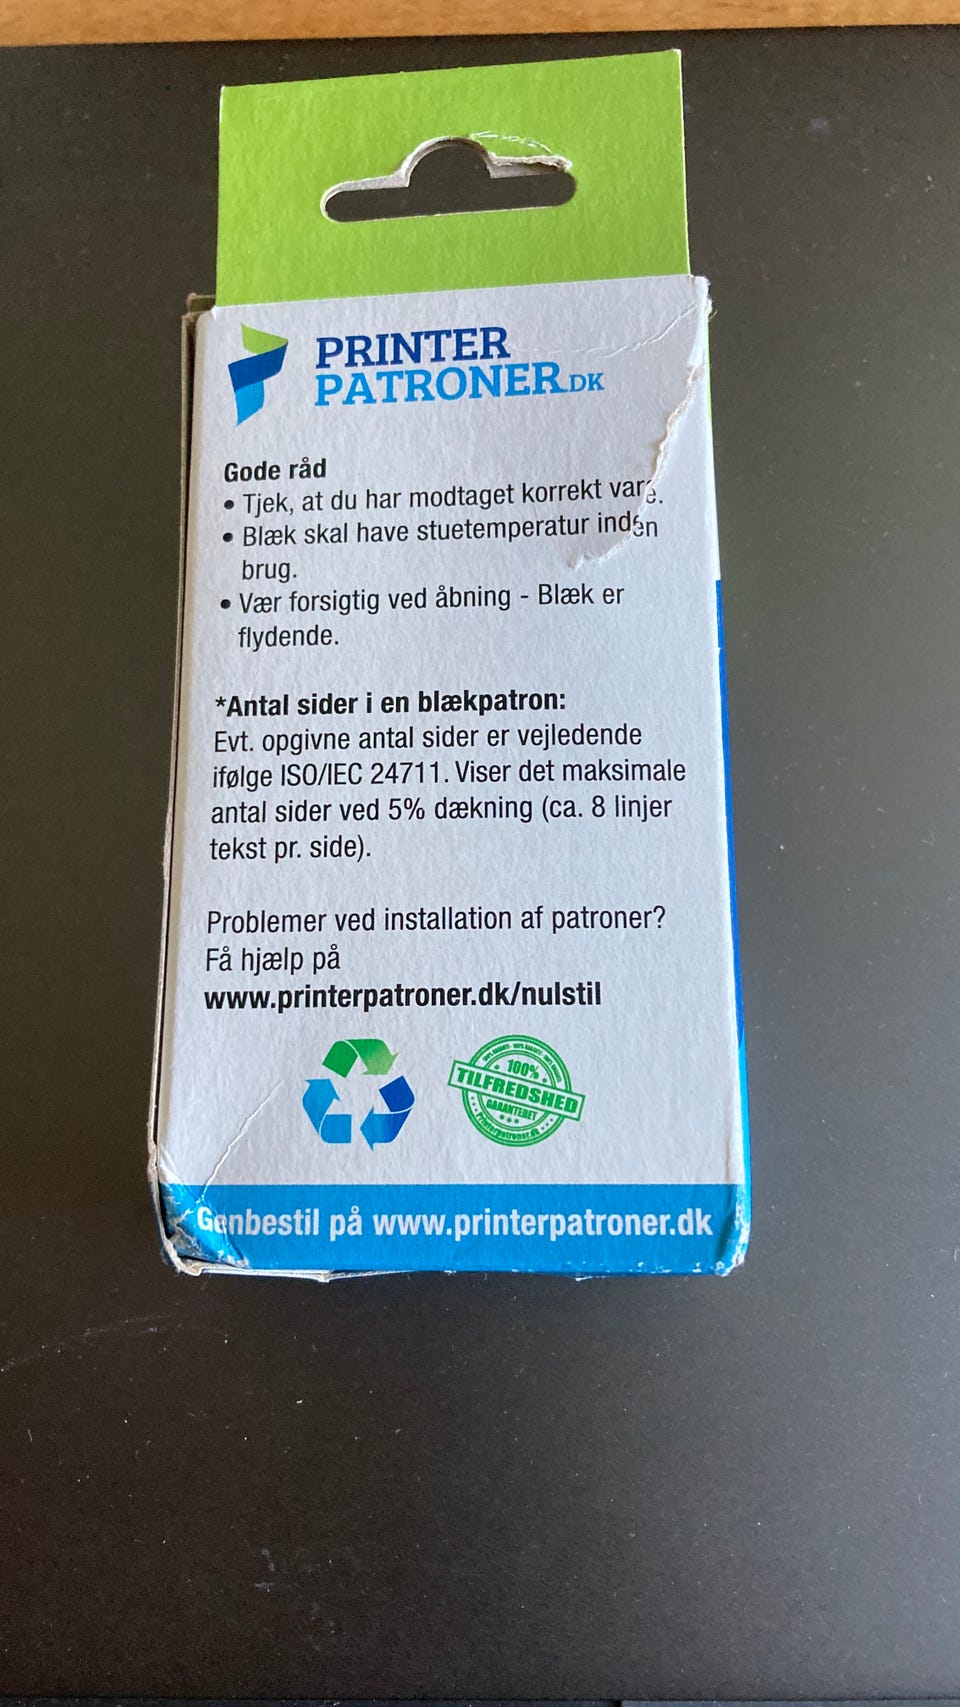 PRINTER
PATRONER.DK
Gode råd
• Tjek, at du har modtaget korrekt vare.
• Blæk skal have stuetemperatur inden
brug.
• Vær forsigtig ved åbning - Blæk er
flydende.
*Antal sider i en blækpatron:
Evt. opgivne antal sider er vejledende
ifølge ISO/IEC 24711. Viser det maksimale
antal sider ved 5% dækning (ca. 8 linjer
tekst pr. side).
Problemer ved installation af patroner?
Få hjælp på
www.printerpatroner.dk/nulstil
100%
TILFREDSHED
GARANTERET
Printerpatroner.dk
Genbestil på www.printerpatroner.dk